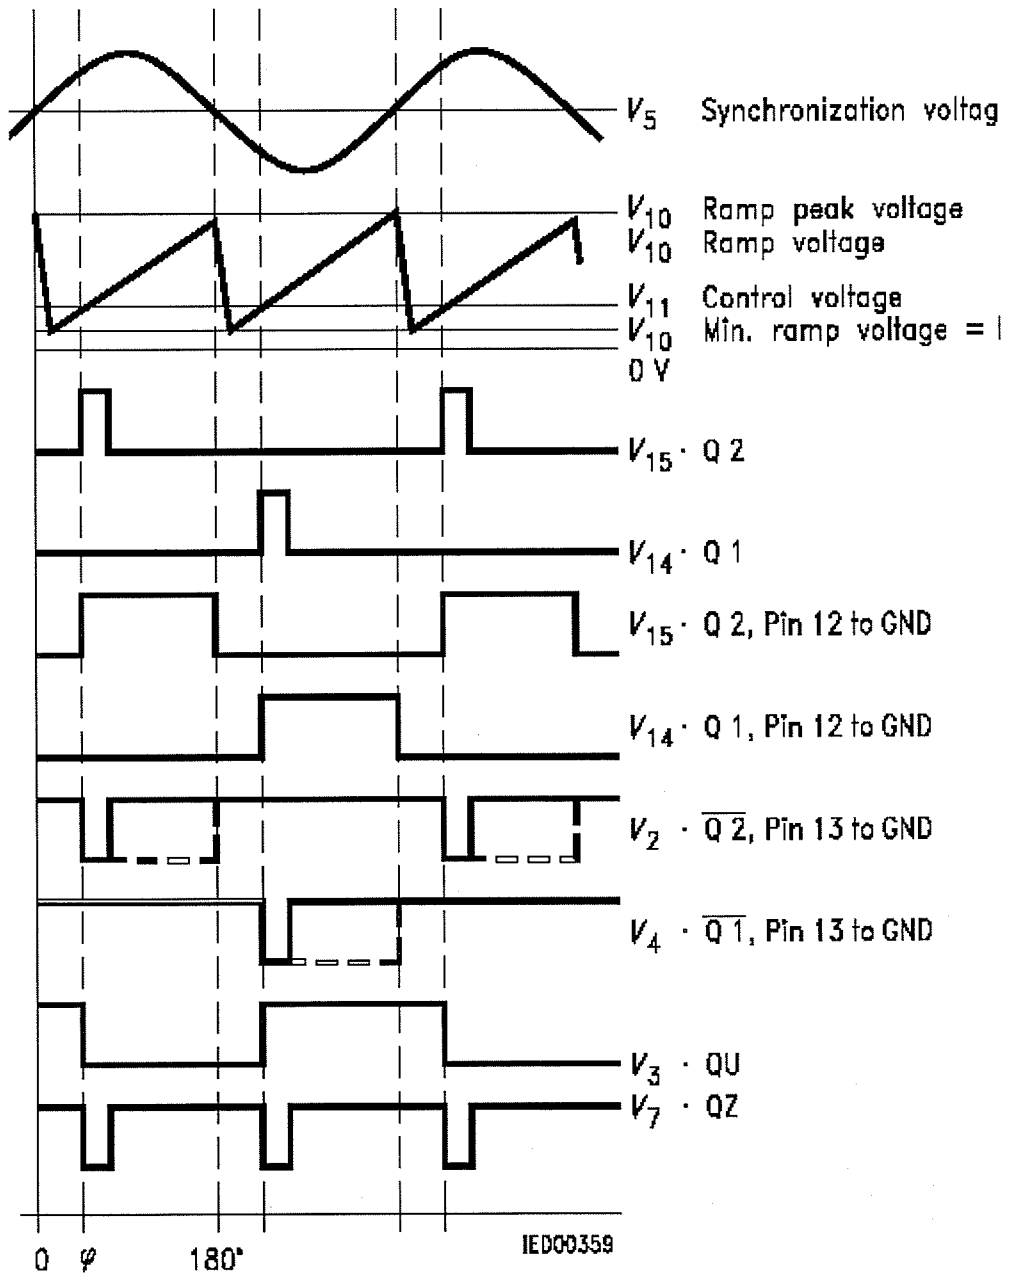 V5 Synchronization voltag
V10 Ramp peak voltage
V10 Ramp voltage
V11 Control voltage
V10 Min. ramp voltage = I
0 V
V15 · Q 2
V14 · Q 1
V15 · Q 2, Pin 12 to GND
V14 · Q 1, Pin 12 to GND
V2 · Q̅ ̅2̅, Pin 13 to GND
V4 · Q̅ ̅1̅, Pin 13 to GND
V3 · QU
V7 · QZ
IED00359
0 φ 180°